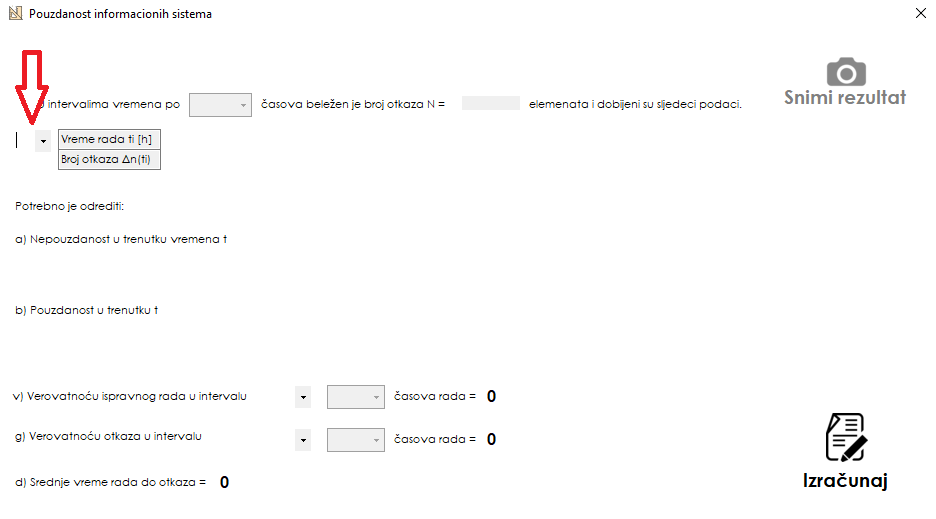 Pouzdanost informacionih sistema
intervalima vremena po časova beležen je broj otkaza N = elemenata i dobijeni su sljedeci podaci.
Snimi rezultat
Vreme rada ti [h]
Broj otkaza Δn(ti)
Potrebno je odrediti:
a) Nepouzdanost u trenutku vremena t
b) Pouzdanost u trenutku t
v) Verovatnoću ispravnog rada u intervalu časova rada = 0
g) Verovatnoću otkaza u intervalu časova rada = 0
d) Srednje vreme rada do otkaza = 0
Izračunaj